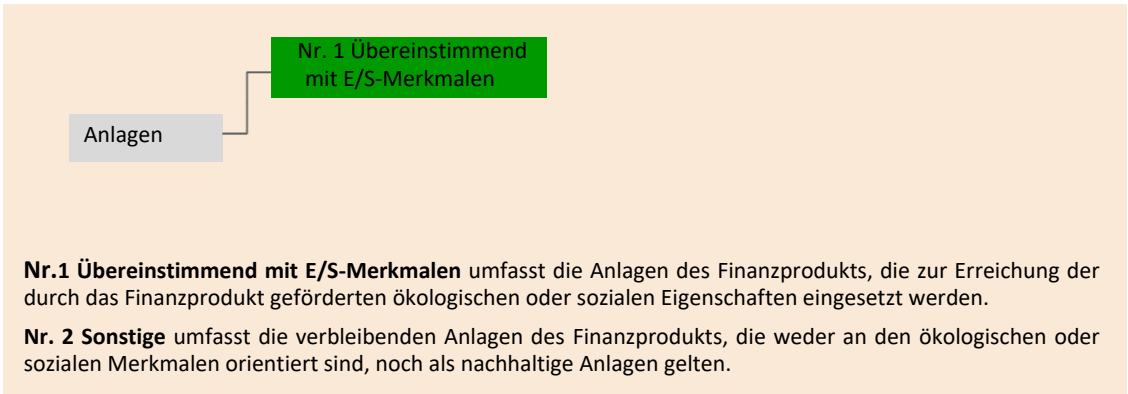 Nr. 1 Übereinstimmend
mit E/S-Merkmalen
Anlagen
Nr.1 Übereinstimmend mit E/S-Merkmalen umfasst die Anlagen des Finanzprodukts, die zur Erreichung der
durch das Finanzprodukt geförderten ökologischen oder sozialen Eigenschaften eingesetzt werden.
Nr. 2 Sonstige umfasst die verbleibenden Anlagen des Finanzprodukts, die weder an den ökologischen oder
sozialen Merkmalen orientiert sind, noch als nachhaltige Anlagen gelten.